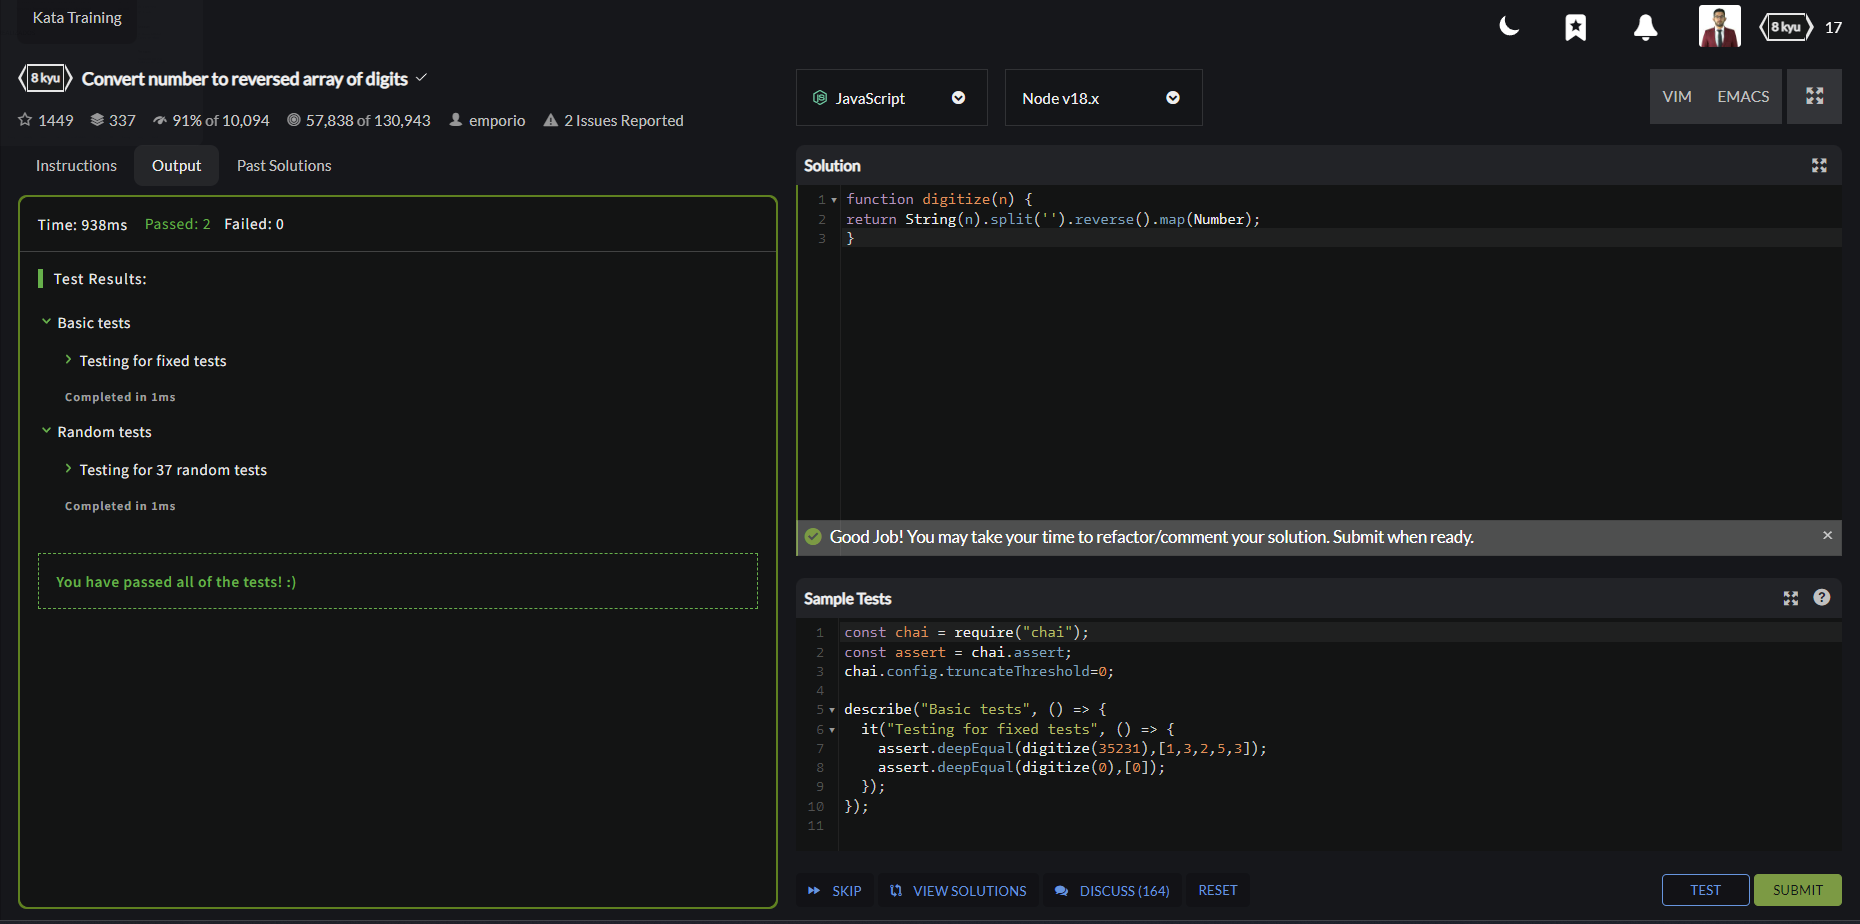 Kata Training
8 kyu 17
8 kyu Convert number to reversed array of digits
1449 337 91% of 10,094 57,838 of 130,943 emporio 2 Issues Reported
Instructions Output Past Solutions
Time: 938ms Passed: 2 Failed: 0
Test Results:
Basic tests
Testing for fixed tests
Completed in 1ms
Random tests
Testing for 37 random tests
Completed in 1ms
You have passed all of the tests! :)
JavaScript Node v18.x VIM EMACS
Solution
1 function digitize(n) {
2 return String(n).split('').reverse().map(Number);
3 }
Good Job! You may take your time to refactor/comment your solution. Submit when ready. ×
Sample Tests ?
1 const chai = require("chai");
2 const assert = chai.assert;
3 chai.config.truncateThreshold=0;
4
5 describe("Basic tests", () => {
6 it("Testing for fixed tests", () => {
7 assert.deepEqual(digitize(35231),[1,3,2,5,3]);
8 assert.deepEqual(digitize(0),[0]);
9 });
10 });
11
SKIP VIEW SOLUTIONS DISCUSS (164) RESET TEST SUBMIT